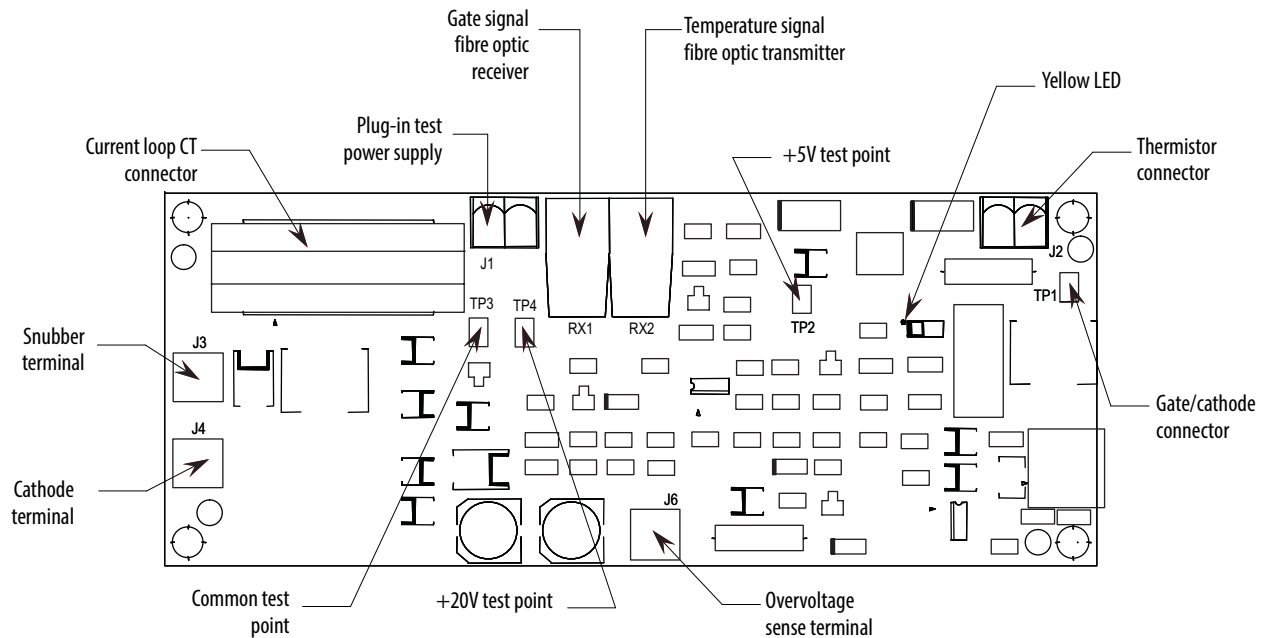 Gate signal
fibre optic
receiver
Temperature signal
fibre optic transmitter
Yellow LED
Plug-in test
power supply
Current loop CT
connector
+5V test point
Thermistor
connector
J1
J2
TP3
TP4
RX1
RX2
TP2
TP1
Snubber
terminal
J3
J4
Gate/cathode
connector
Cathode
terminal
J6
Common test
point
+20V test point
Overvoltage
sense terminal